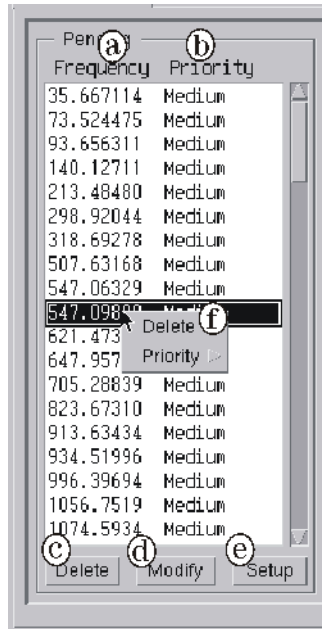 Pending
ⓐ ⓑ
Frequency Priority
35.667114 Medium
73.524475 Medium
93.656311 Medium
140.12711 Medium
213.48480 Medium
298.92044 Medium
318.69278 Medium
507.63168 Medium
547.06329 Medium
547.098
Delete ⓕ
621.473
Priority
647.957
705.28839 Medium
823.67310 Medium
913.63434 Medium
934.51996 Medium
996.39694 Medium
1056.7519 Medium
1074.5934 Medium
ⓒ ⓓ ⓔ
Delete Modify Setup